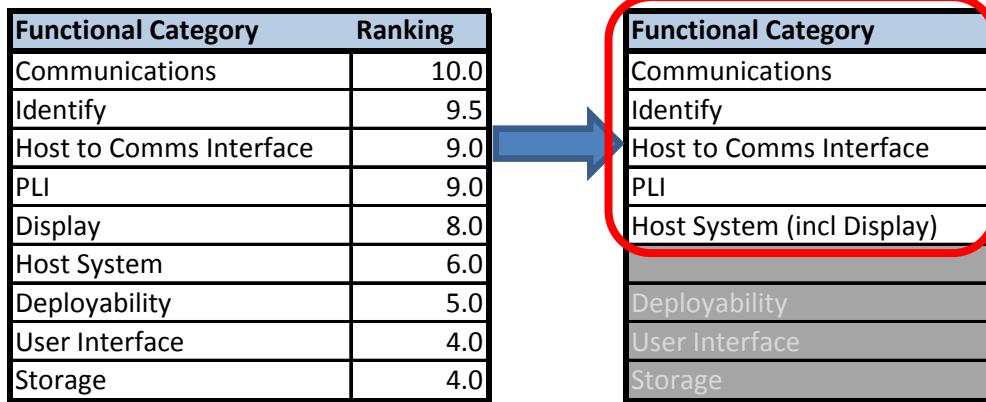 Functional Category Ranking
Communications 10.0
Identify 9.5
Host to Comms Interface 9.0
PLI 9.0
Display 8.0
Host System 6.0
Deployability 5.0
User Interface 4.0
Storage 4.0
Functional Category
Communications
Identify
Host to Comms Interface
PLI
Host System (incl Display)
Deployability
User Interface
Storage